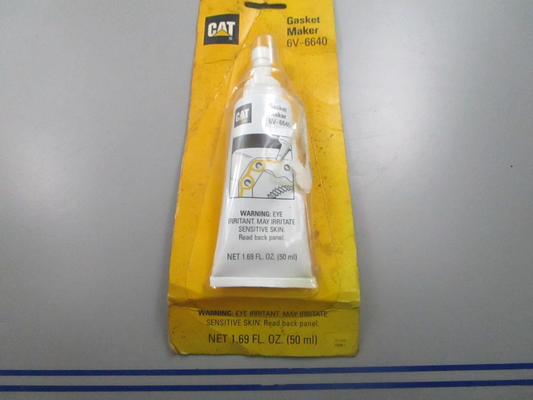 CAT
Gasket
Maker
6V-6640
CAT
Gasket
Maker
6V-6640
WARNING: EYE
IRRITANT. MAY IRRITATE
SENSITIVE SKIN.
Read back panel.
NET 1.69 FL. OZ. (50 ml)
WARNING: EYE IRRITANT. MAY IRRITATE
SENSITIVE SKIN. Read back panel.
NET 1.69 FL. OZ. (50 ml)